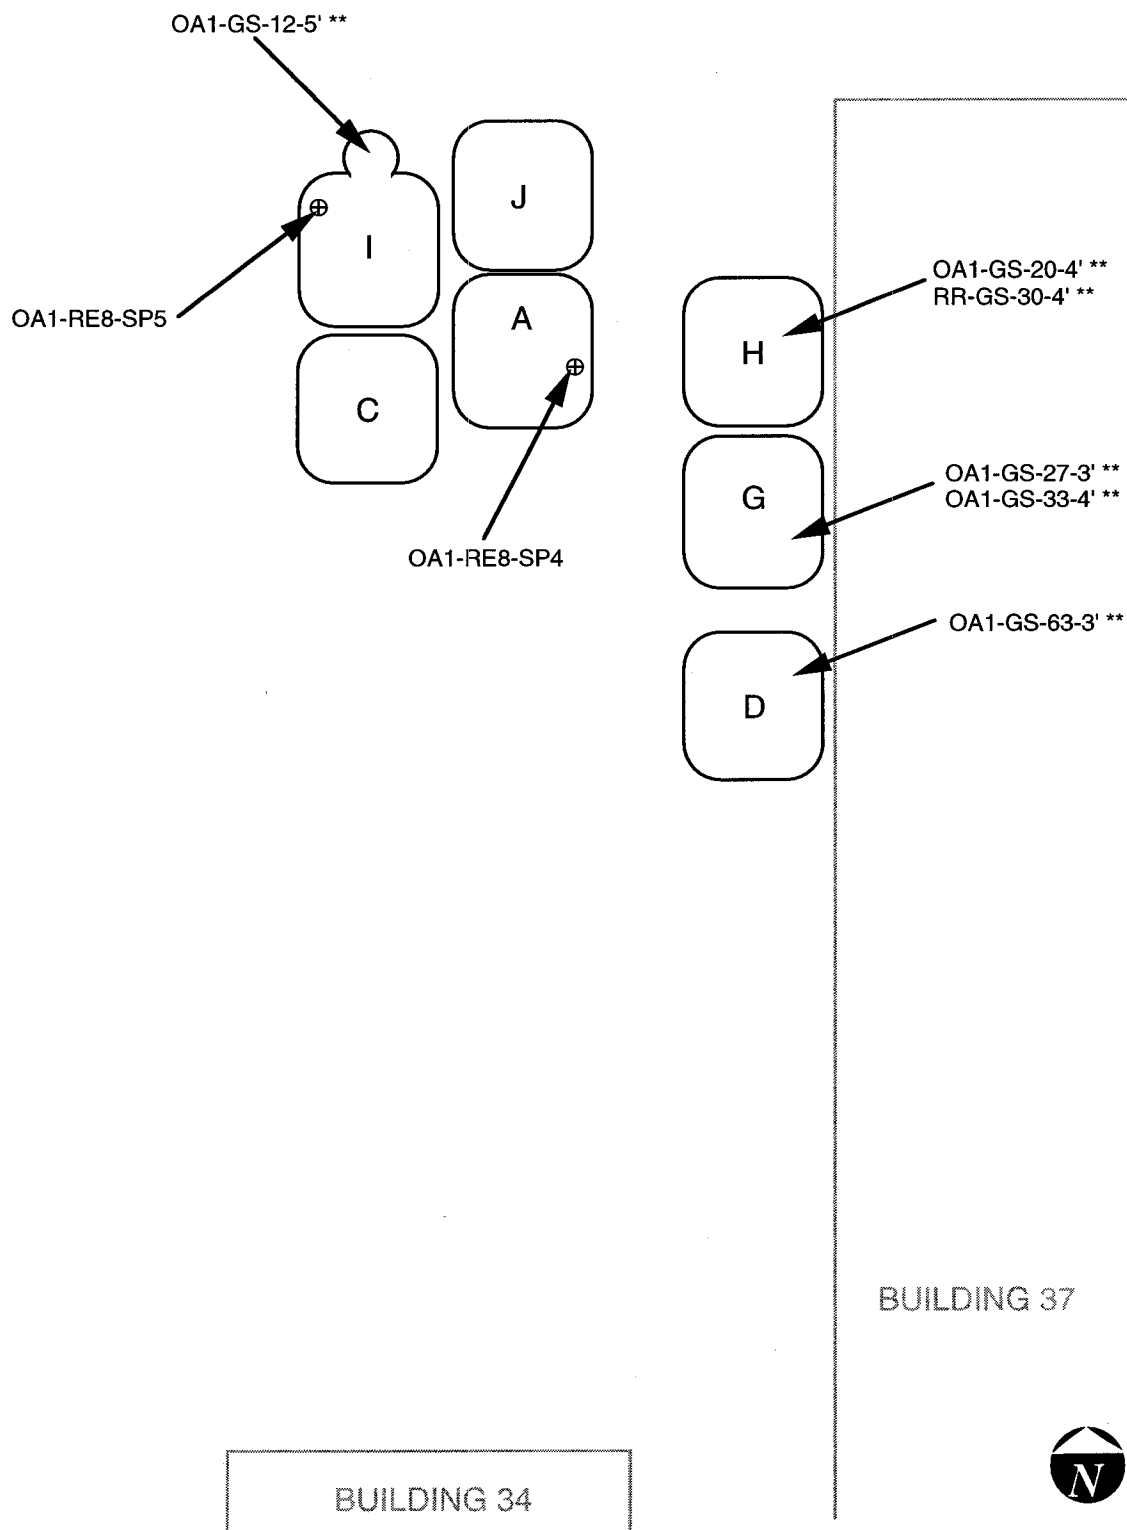 OA1-GS-12-5' **
J
I
OA1-GS-20-4' **
RR-GS-30-4' **
OA1-RE8-SP5
A
H
C
OA1-GS-27-3' **
OA1-GS-33-4' **
G
OA1-RE8-SP4
OA1-GS-63-3' **
D
BUILDING 37
BUILDING 34
N